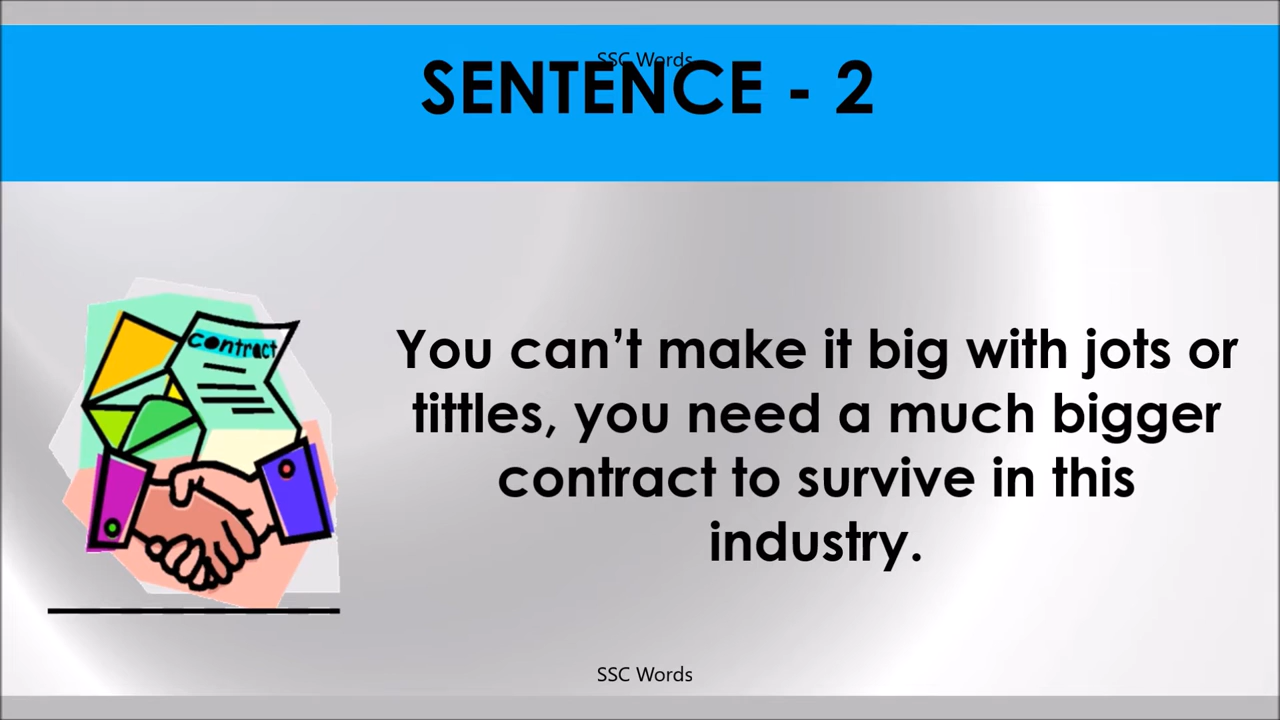 SSC Words
SENTENCE - 2
contract
You can’t make it big with jots or
tittles, you need a much bigger
contract to survive in this
industry.
SSC Words